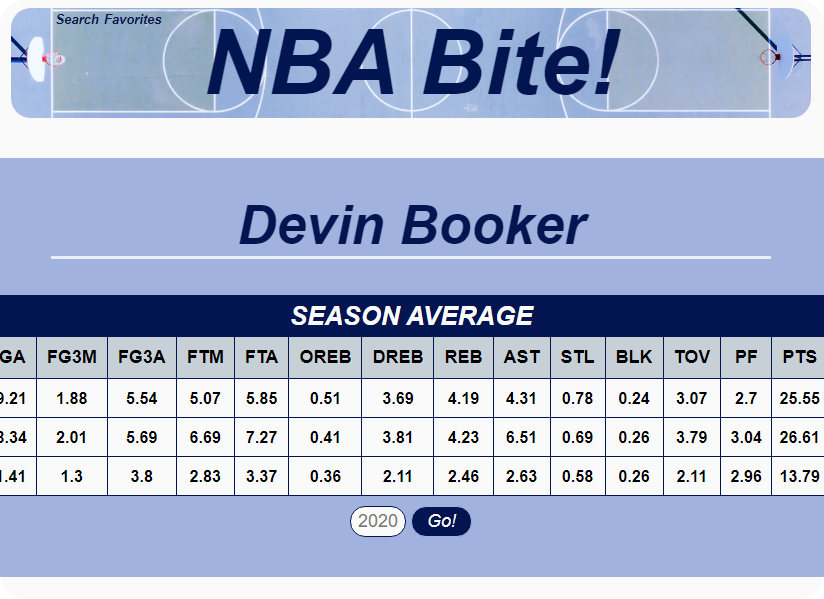 Search Favorites
NBA Bite!
Devin Booker
SEASON AVERAGE
GA FG3M FG3A FTM FTA OREB DREB REB AST STL BLK TOV PF PTS
.21 1.88 5.54 5.07 5.85 0.51 3.69 4.19 4.31 0.78 0.24 3.07 2.7 25.55
.34 2.01 5.69 6.69 7.27 0.41 3.81 4.23 6.51 0.69 0.26 3.79 3.04 26.61
.41 1.3 3.8 2.83 3.37 0.36 2.11 2.46 2.63 0.58 0.26 2.11 2.96 13.79
2020 Go!